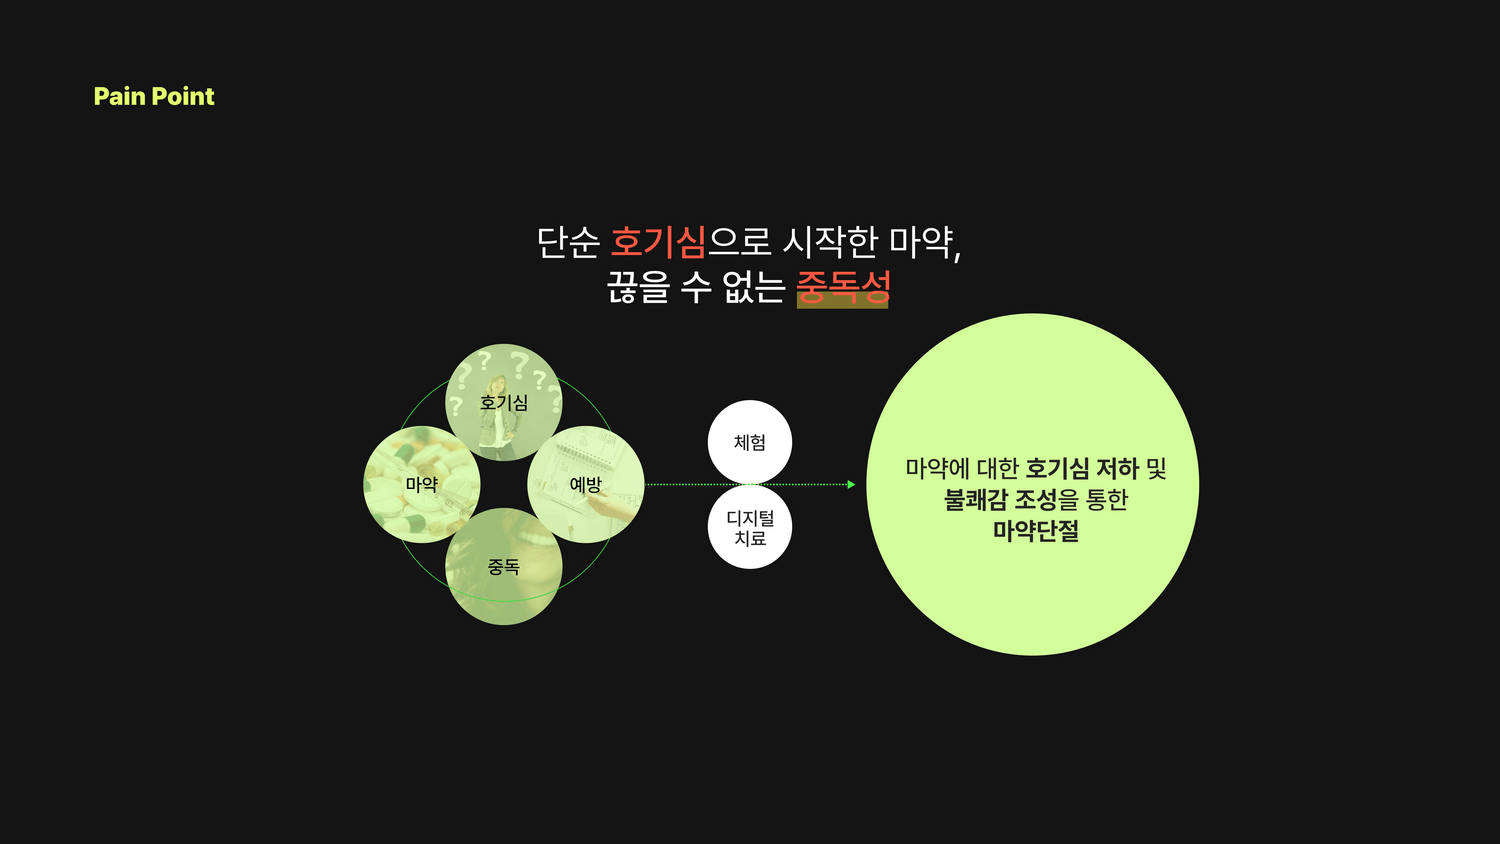 Pain Point
단순 호기심으로 시작한 마약,
끊을 수 없는 중독성
호기심
마약
예방
중독
체험
디지털
치료
마약에 대한 호기심 저하 및
불쾌감 조성을 통한
마약단절